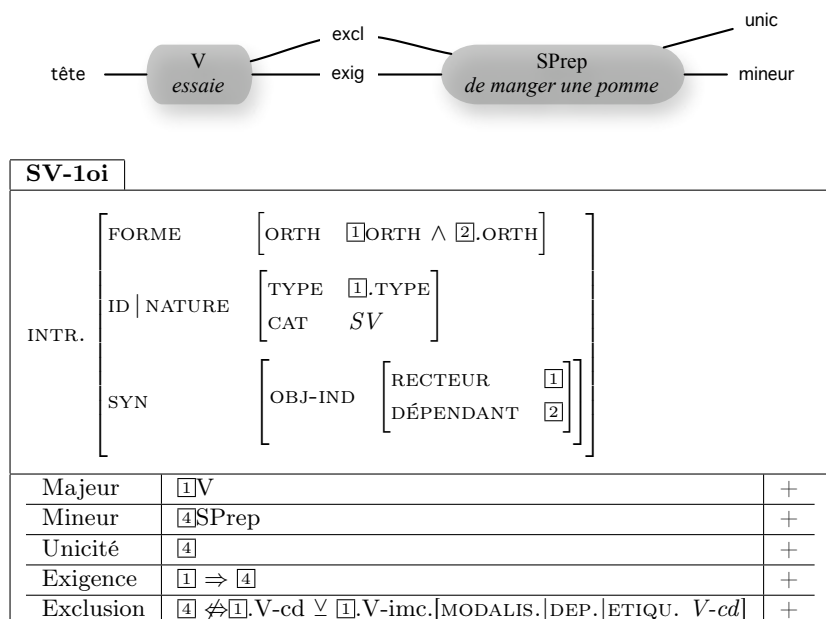 unic
excl
tête V SPrep
essaie exig de manger une pomme mineur
SV-1oi
FORME [ORTH 1ORTH ∧ 2.ORTH]
ID | NATURE [TYPE 1.TYPE
CAT SV]
INTR.
SYN [OBJ-IND [RECTEUR 1
DÉPENDANT 2]]
Majeur 1V +
Mineur 4SPrep +
Unicité 4 +
Exigence 1 ⇒ 4 +
Exclusion 4 ⇎ 1.V-cd ⊻ 1.V-imc.[MODALIS.|DEP.|ETIQU. V-cd] +